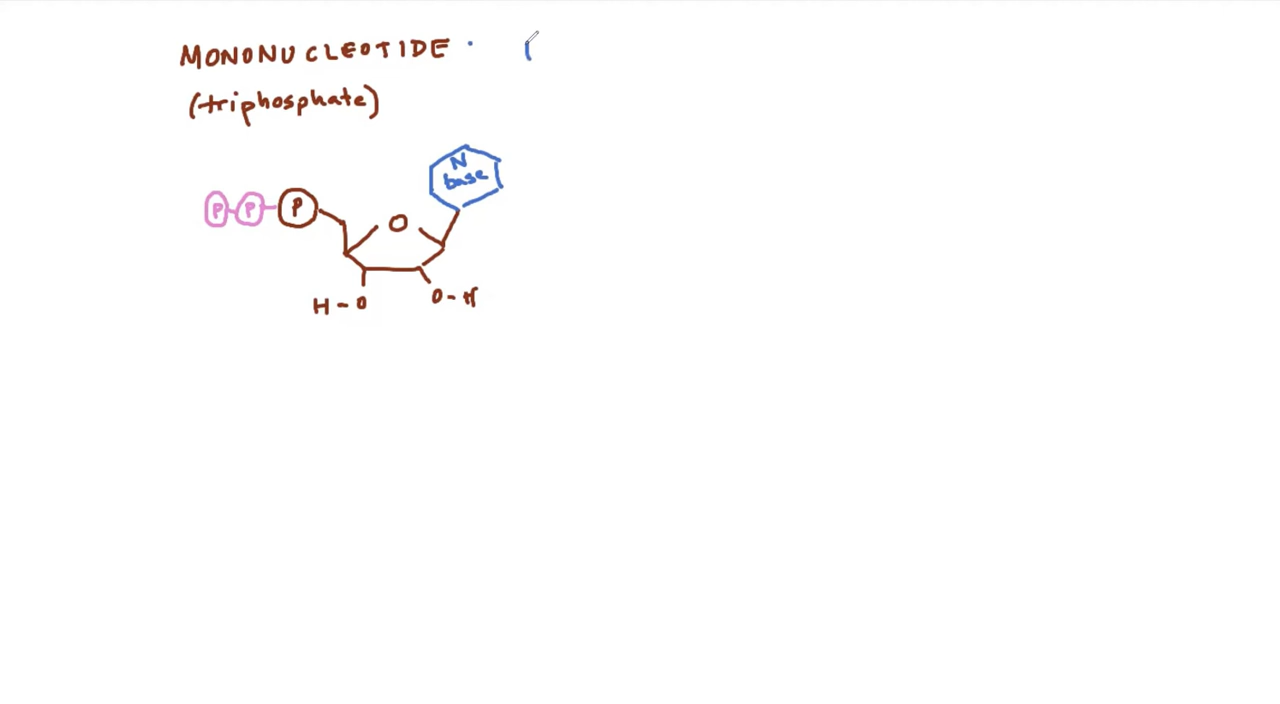 MONONUCLEOTIDE
(triphosphate)
N
base
P-P-P
O
H-O
O-H